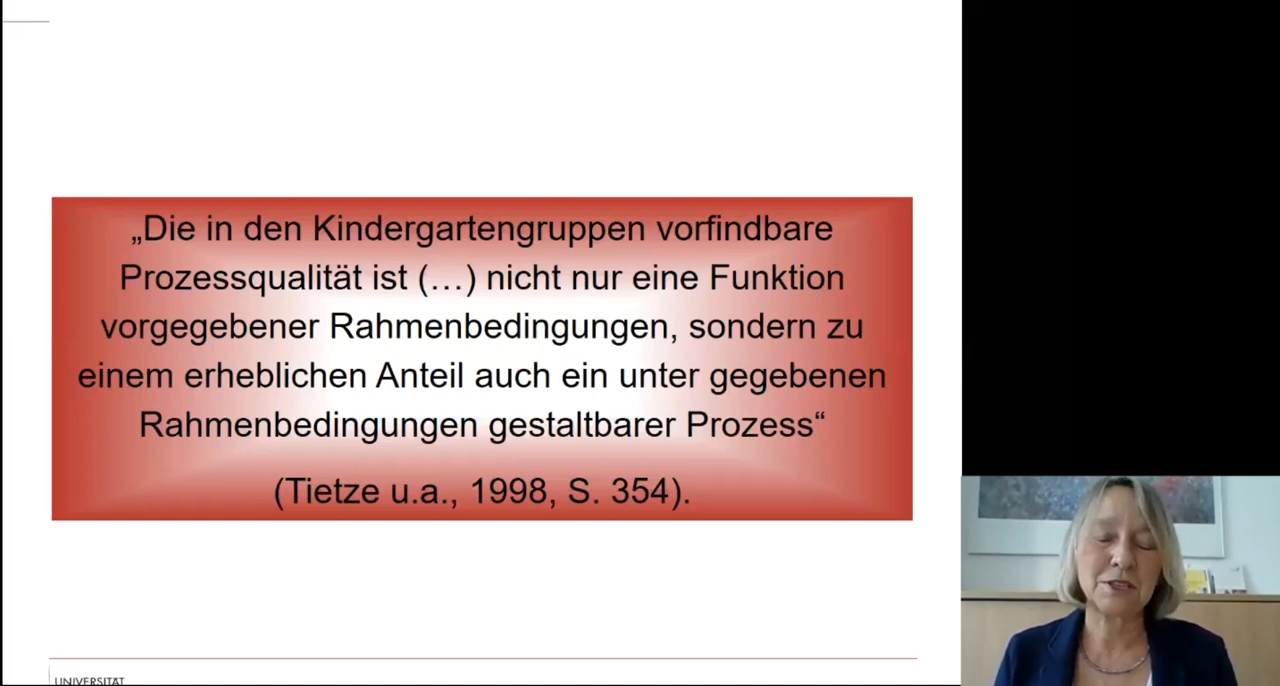 „Die in den Kindergartengruppen vorfindbare
Prozessqualität ist (…) nicht nur eine Funktion
vorgegebener Rahmenbedingungen, sondern zu
einem erheblichen Anteil auch ein unter gegebenen
Rahmenbedingungen gestaltbarer Prozess“
(Tietze u.a., 1998, S. 354).
UNIVERSITÄT